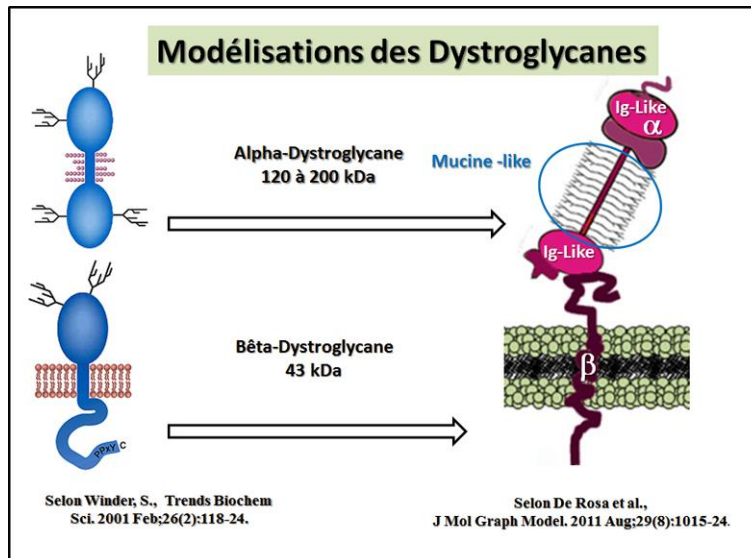 Modélisations des Dystroglycanes
Ig-Like
α
Alpha-Dystroglycane
120 à 200 kDa
Mucine -like
Ig-Like
Bêta-Dystroglycane
43 kDa
β
PPxY C
Selon Winder, S., Trends Biochem
Sci. 2001 Feb;26(2):118-24.
Selon De Rosa et al.,
J Mol Graph Model. 2011 Aug;29(8):1015-24.